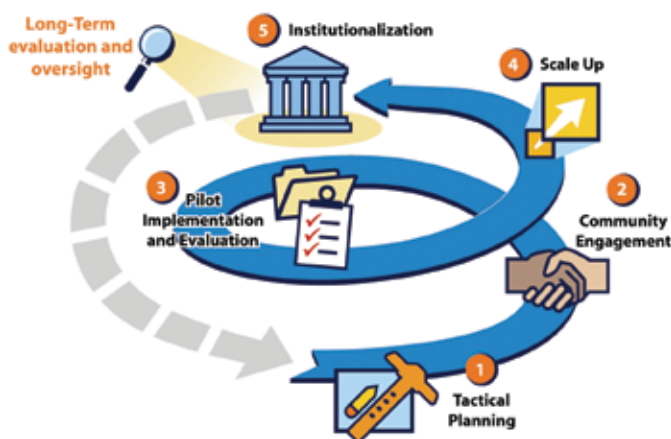 Long-Term
evaluation and
oversight
5 Institutionalization
4 Scale Up
3
Pilot
Implementation
and Evaluation
2
Community
Engagement
1
Tactical
Planning